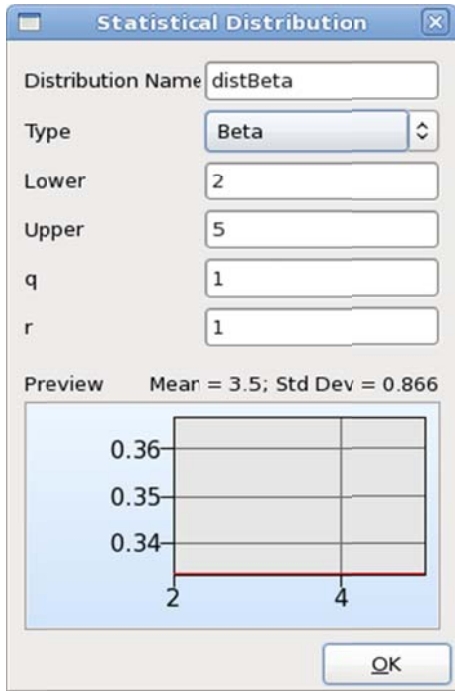 Statistical Distribution
Distribution Name distBeta
Type Beta
Lower 2
Upper 5
q 1
r 1
Preview Mean = 3.5; Std Dev = 0.866
0.36
0.35
0.34
2 4
OK